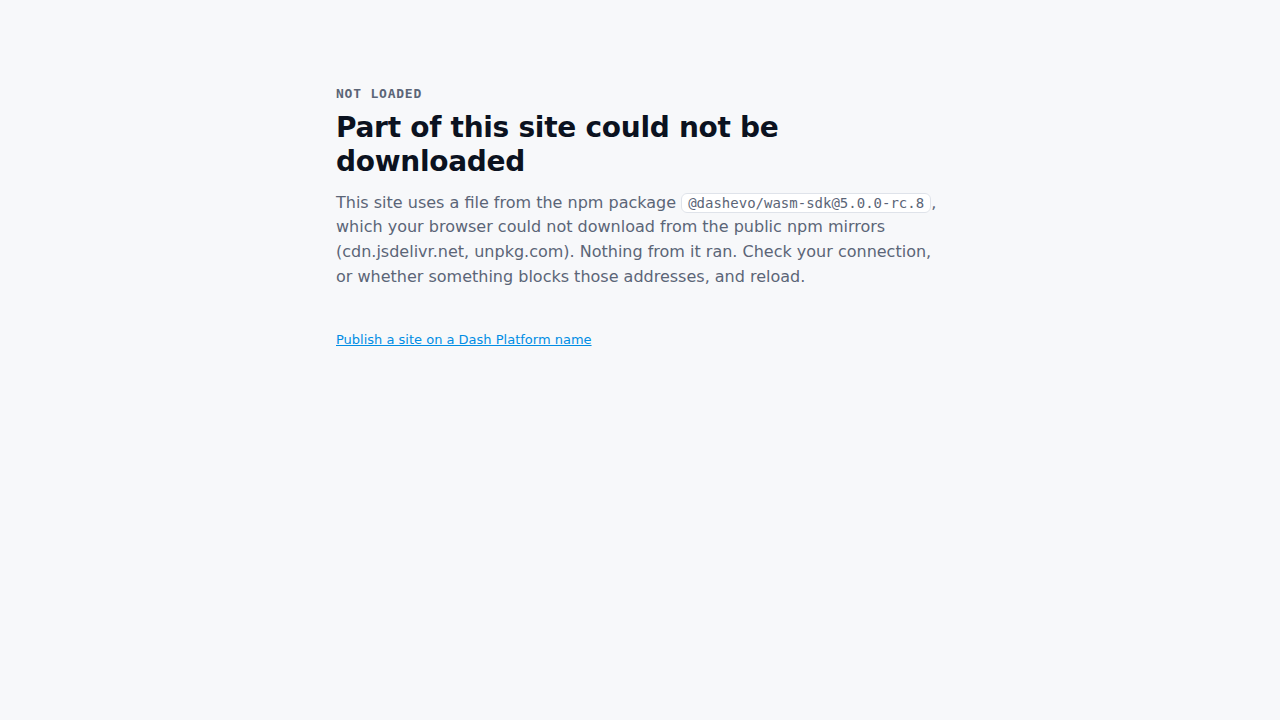 NOT LOADED
Part of this site could not be
downloaded
This site uses a file from the npm package @dashevo/wasm-sdk@5.0.0-rc.8,
which your browser could not download from the public npm mirrors
(cdn.jsdelivr.net, unpkg.com). Nothing from it ran. Check your connection,
or whether something blocks those addresses, and reload.
Publish a site on a Dash Platform name